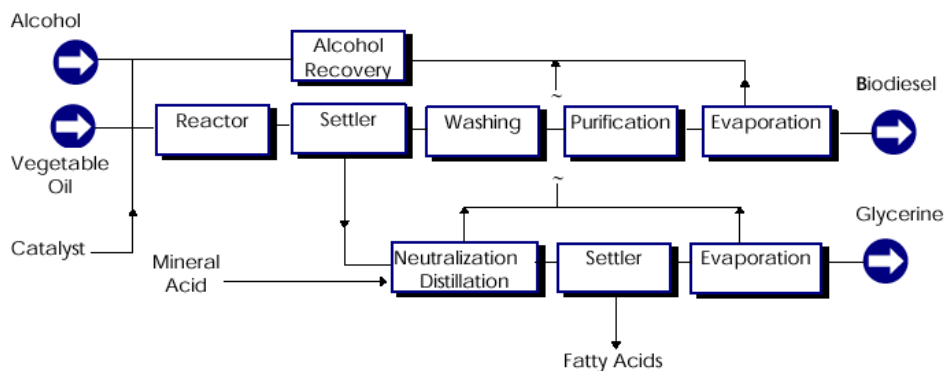 Alcohol
Alcohol
Recovery
Biodiesel
Reactor
Settler
Washing
Purification
Evaporation
Vegetable
Oil
~
~
Glycerine
Catalyst
Mineral
Acid
Neutralization
Distillation
Settler
Evaporation
Fatty Acids